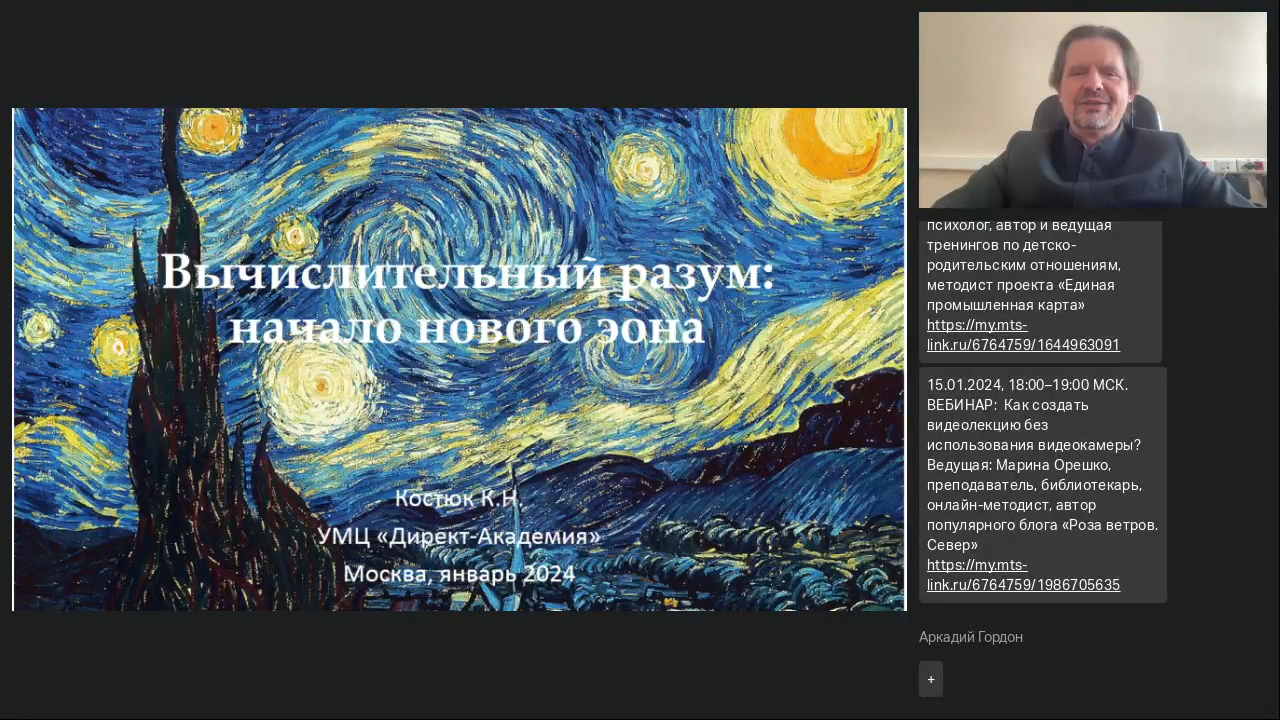 Вычислительный разум:
начало нового эона
Костюк К.Н.
УМЦ «Директ-Академия»
Москва, январь 2024
психолог, автор и ведущая
тренингов по детско-
родительским отношениям,
методист проекта «Единая
промышленная карта»
https://my.mts-
link.ru/6764759/1644963091
15.01.2024, 18:00–19:00 МСК.
ВЕБИНАР:  Как создать
видеолекцию без
использования видеокамеры?
Ведущая: Марина Орешко,
преподаватель, библиотекарь,
онлайн-методист, автор
популярного блога «Роза ветров.
Север»
https://my.mts-
link.ru/6764759/1986705635
Аркадий Гордон
+